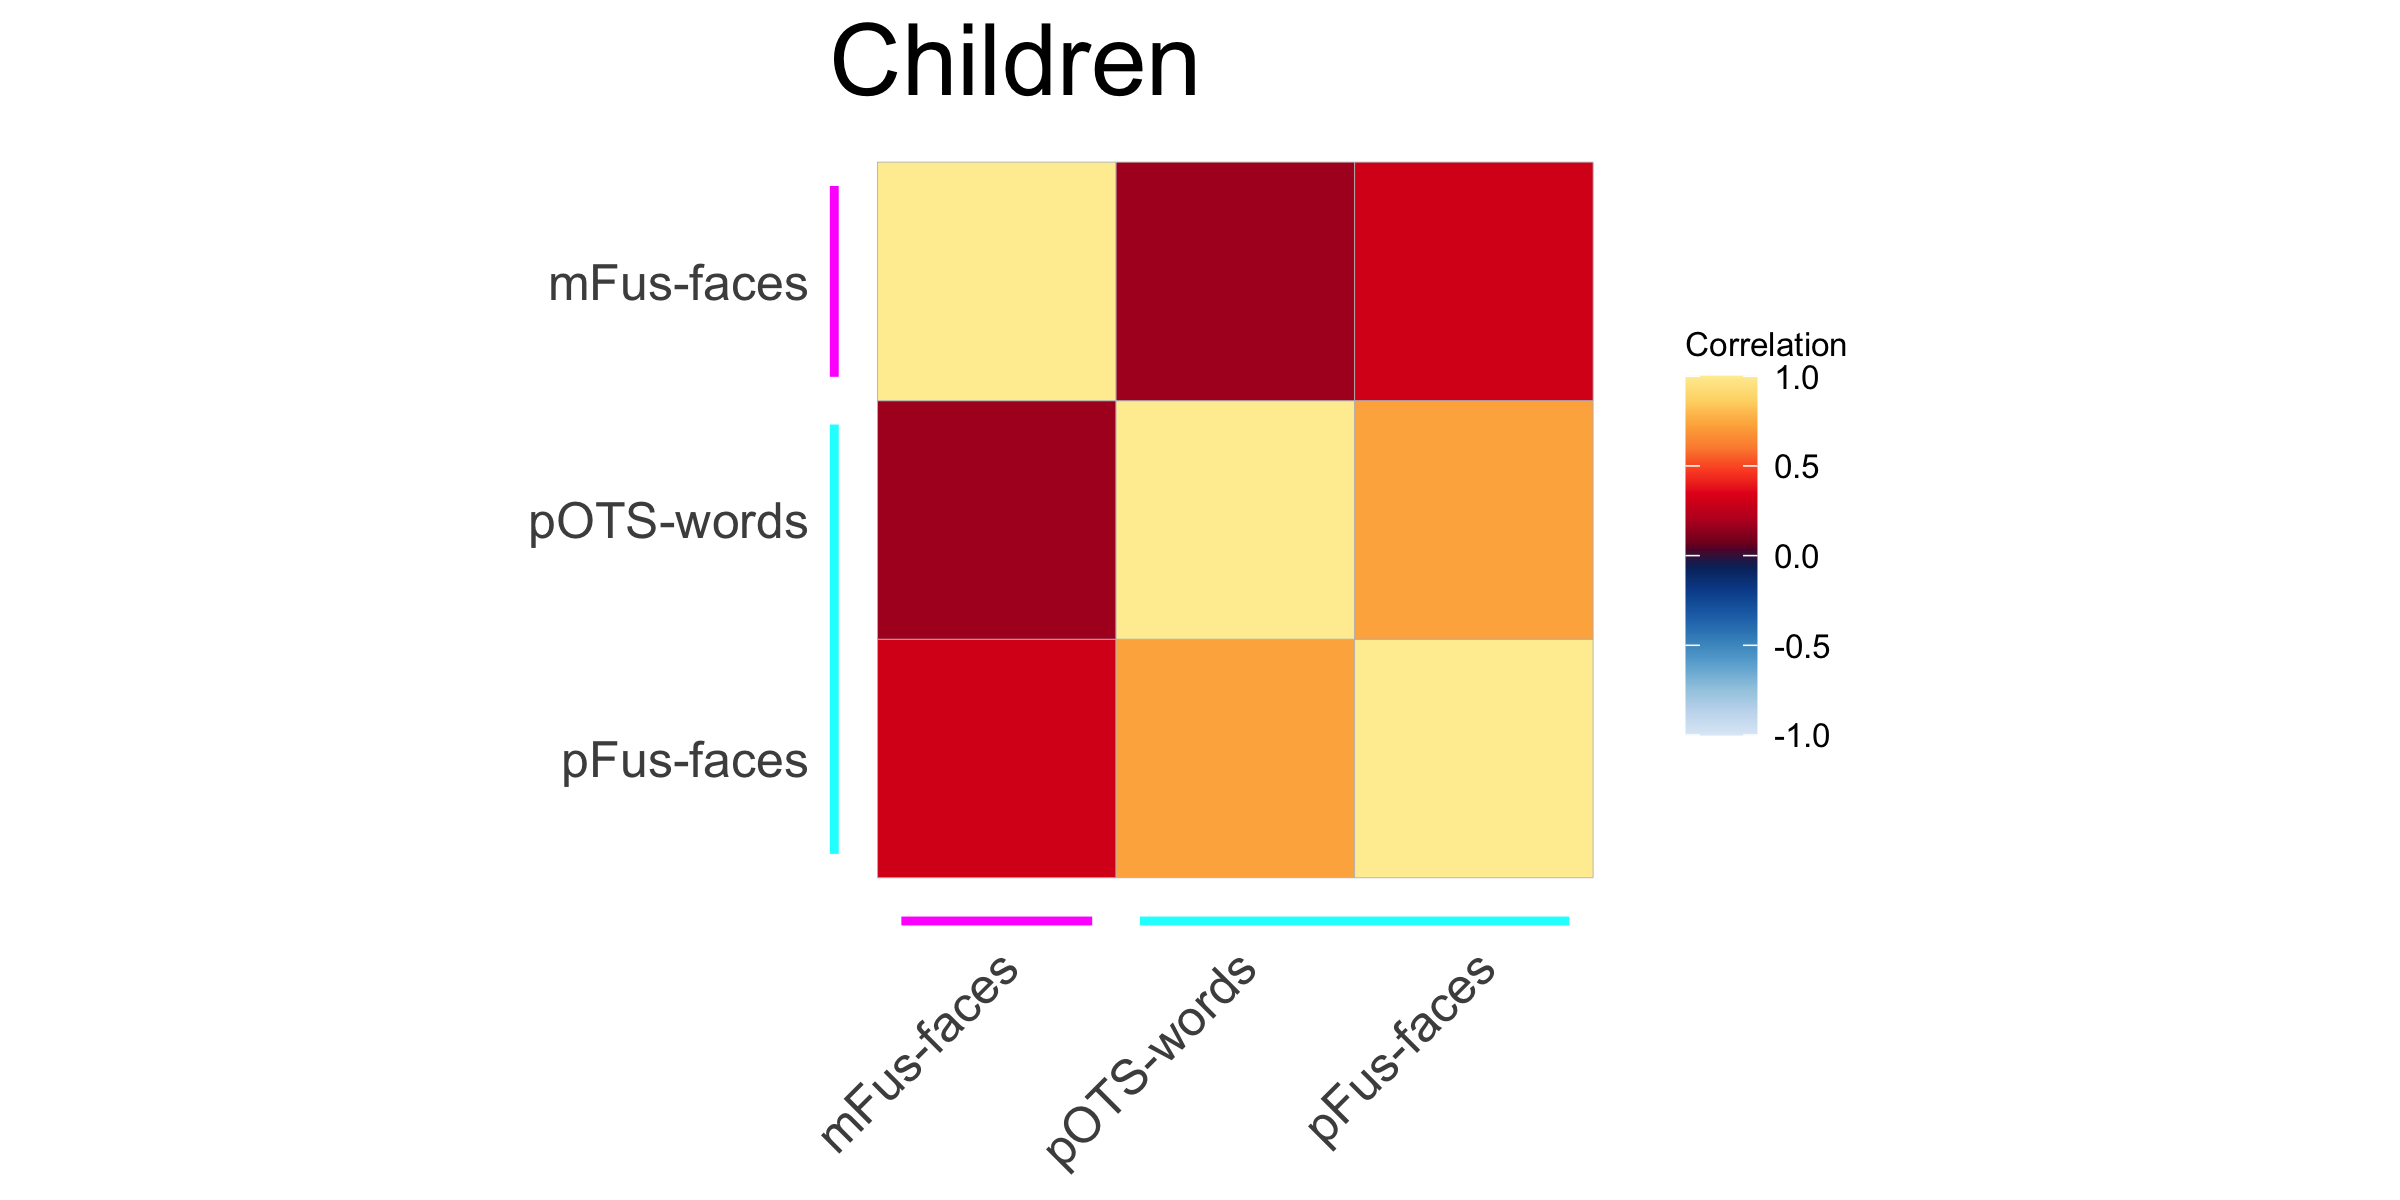 Children
mFus-faces
pOTS-words
pFus-faces
mFus-faces
pOTS-words
pFus-faces
Correlation
1.0
0.5
0.0
-0.5
-1.0